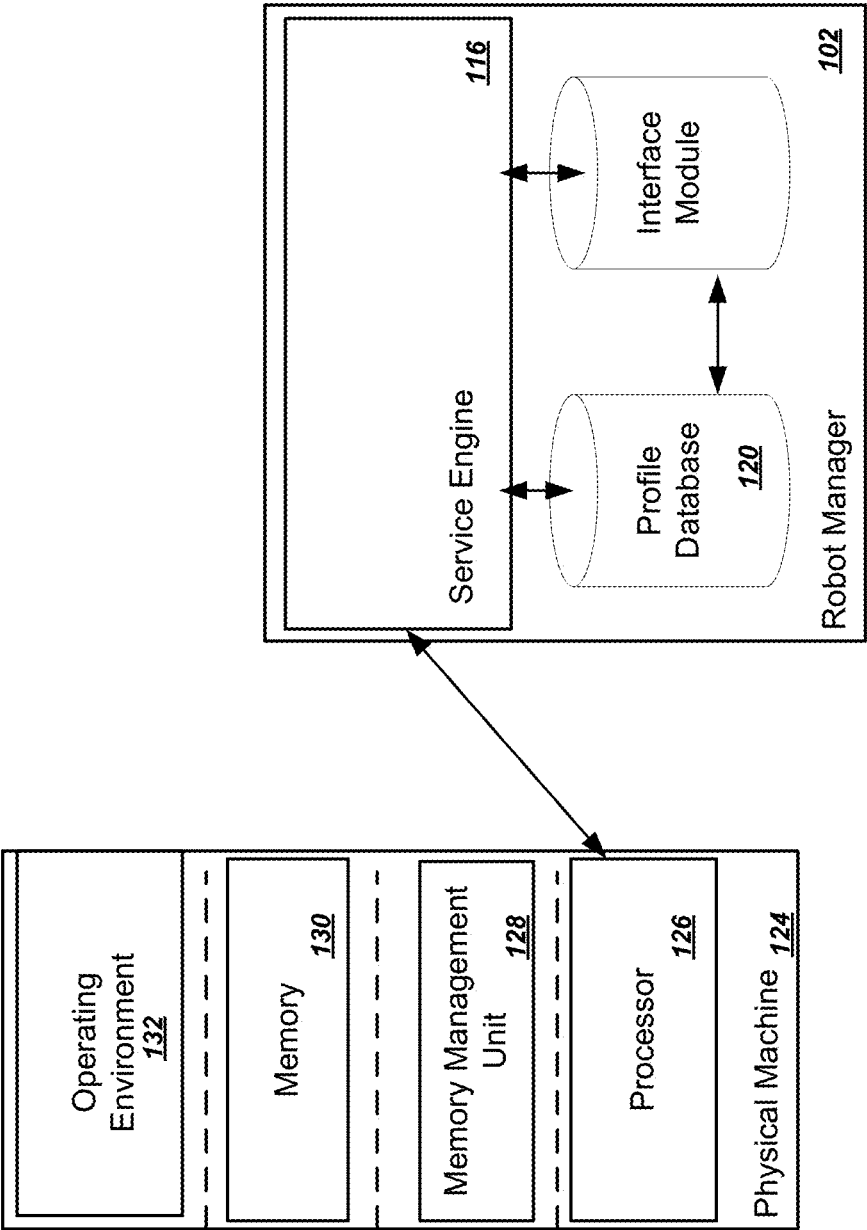 Operating
Environment
132
Memory
130
Memory Management
Unit
128
Processor
126
Physical Machine 124
116
Service Engine
Profile
Database
120
Interface
Module
Robot Manager
102